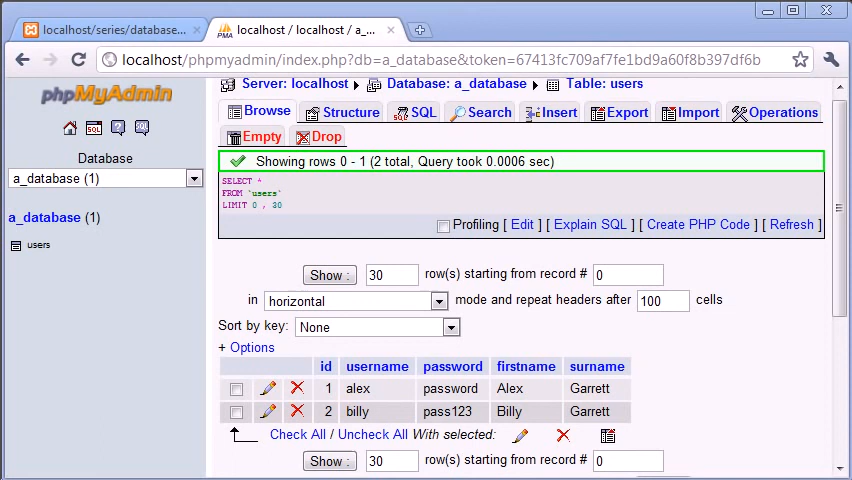 localhost/series/database...
localhost / localhost / a_...
localhost/phpmyadmin/index.php?db=a_database&token=67413fc709af7fe1bd9a60f8b397df6b
phpMyAdmin
Server: localhost Database: a_database Table: users
Browse Structure SQL Search Insert Export Import Operations
Empty Drop
Showing rows 0 - 1 (2 total, Query took 0.0006 sec)
SELECT *
FROM `users`
LIMIT 0 , 30
Profiling [ Edit ] [ Explain SQL ] [ Create PHP Code ] [ Refresh ]
Database
a_database (1)
a_database (1)
users
Show : 30 row(s) starting from record # 0
in horizontal mode and repeat headers after 100 cells
Sort by key: None
+ Options
id username password firstname surname
1 alex password Alex Garrett
2 billy pass123 Billy Garrett
Check All / Uncheck All With selected:
Show : 30 row(s) starting from record # 0